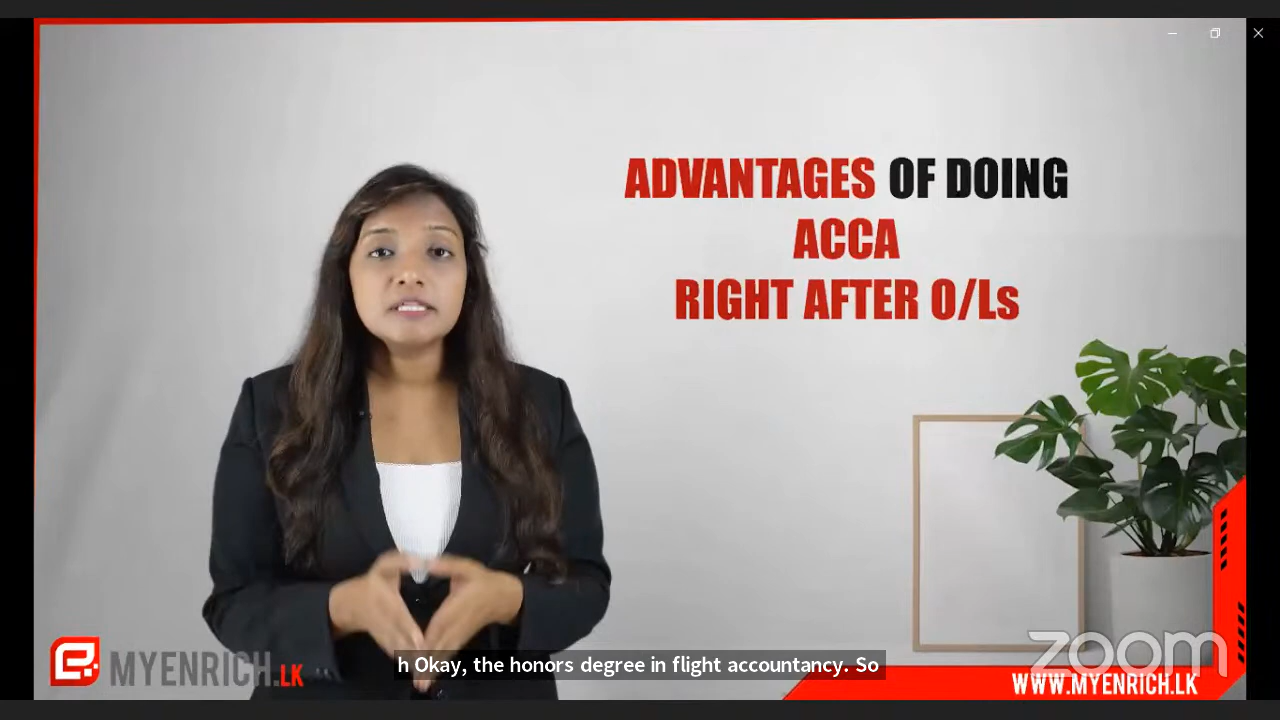 ADVANTAGES OF DOING
ACCA
RIGHT AFTER O/Ls
MYENRICH.LK
h Okay, the honors degree in flight accountancy. So
zoom
WWW.MYENRICH.LK